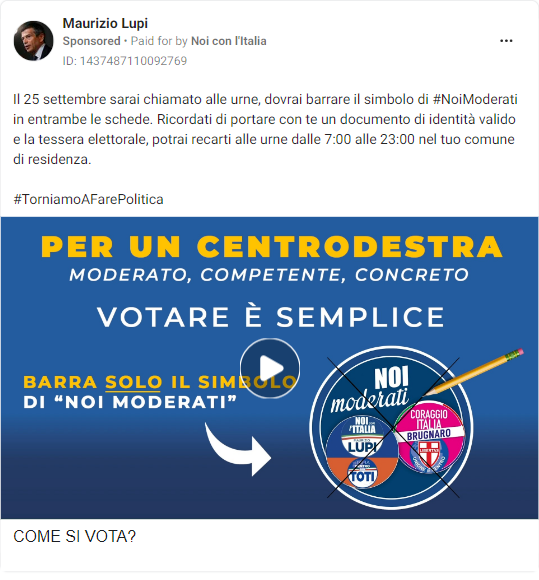 Maurizio Lupi
Sponsored • Paid for by Noi con l'Italia
ID: 1437487110092769
Il 25 settembre sarai chiamato alle urne, dovrai barrare il simbolo di #NoiModerati
in entrambe le schede. Ricordati di portare con te un documento di identità valido
e la tessera elettorale, potrai recarti alle urne dalle 7:00 alle 23:00 nel tuo comune
di residenza.
#TorniamoAFarePolitica
PER UN CENTRODESTRA
MODERATO, COMPETENTE, CONCRETO
VOTARE È SEMPLICE
BARRA SOLO IL SIMBOLO
DI “NOI MODERATI”
NOI
moderati
NOI CON
L'ITALIA
LUPI
TOTI
CORAGGIO
ITALIA
BRUGNARO
LIBERTAS
COME SI VOTA?